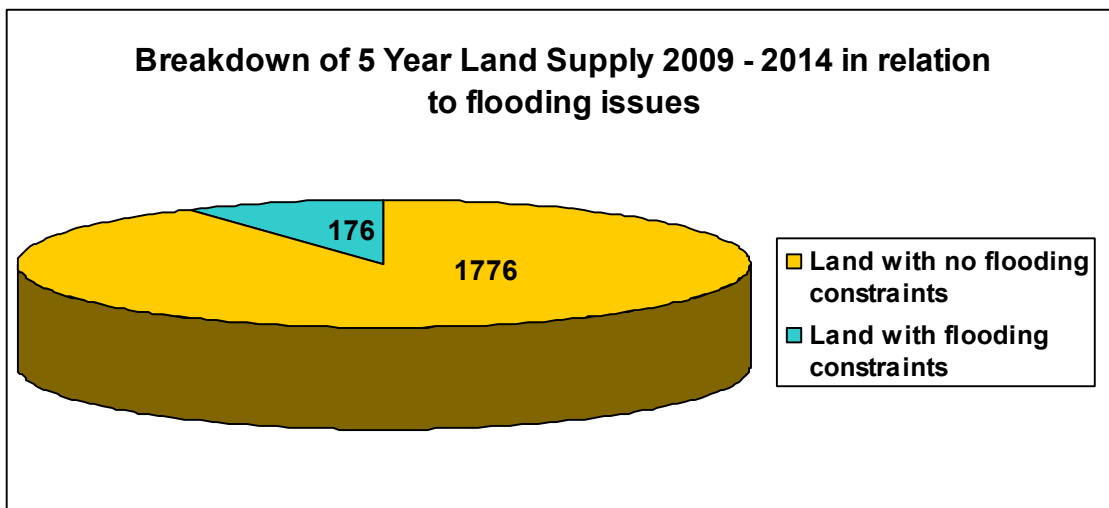 Breakdown of 5 Year Land Supply 2009 - 2014 in relation
to flooding issues
176
1776
Land with no flooding
constraints
Land with flooding
constraints